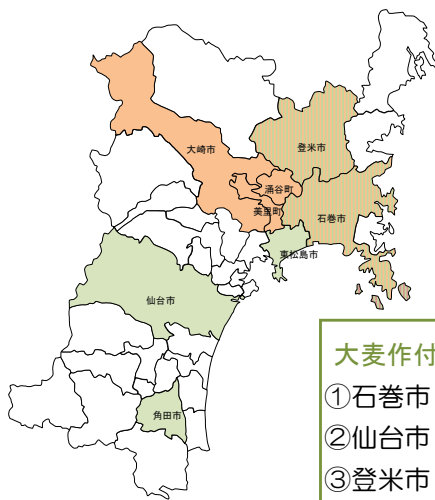 大崎市
登米市
涌谷町
美里町
石巻市
東松島市
仙台市
角田市
大麦作付
①石巻市
②仙台市
③登米市